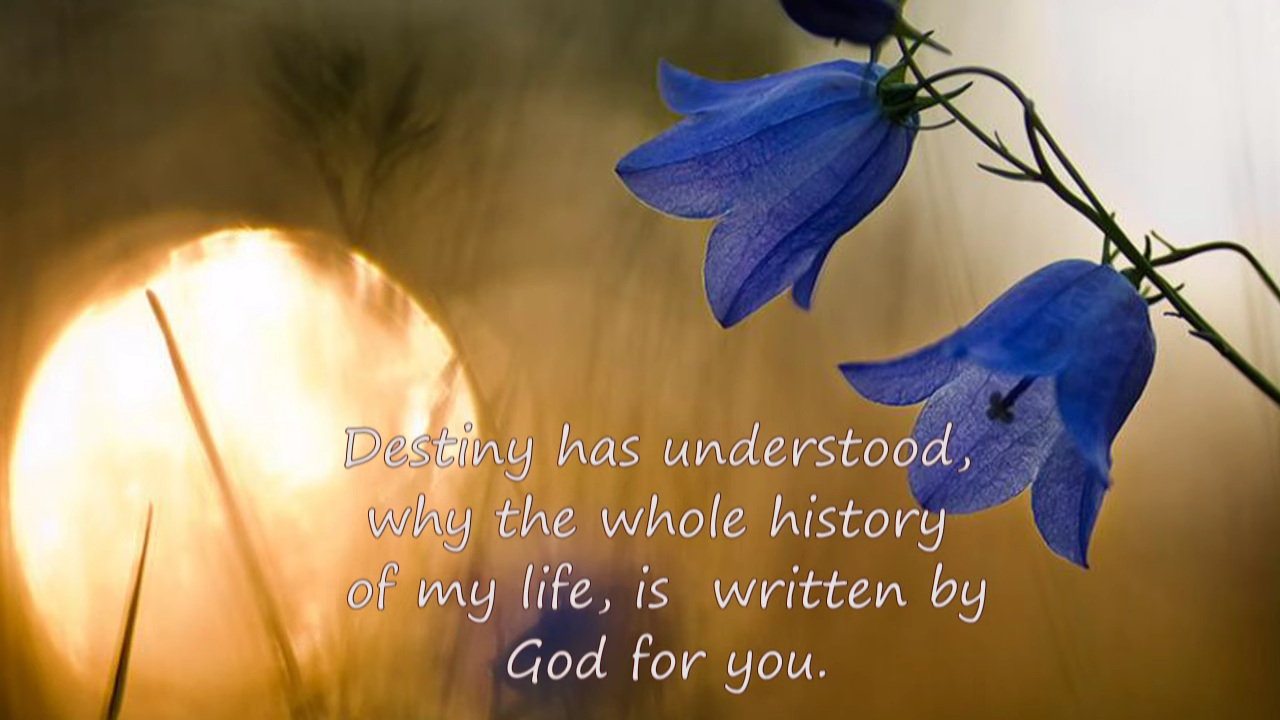 Destiny has understood,
why the whole history
of my life, is written by
God for you.